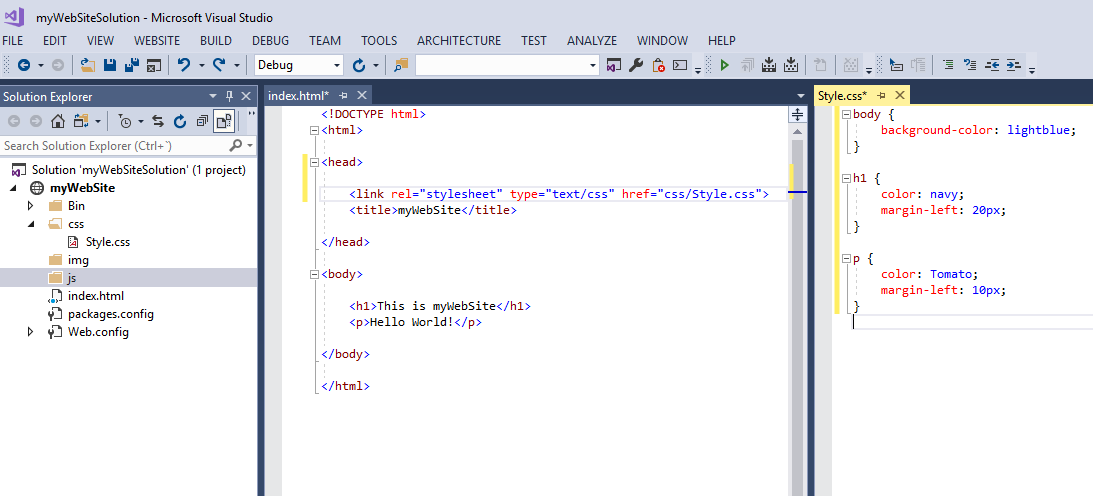 myWebSiteSolution - Microsoft Visual Studio
FILE EDIT VIEW WEBSITE BUILD DEBUG TEAM TOOLS ARCHITECTURE TEST ANALYZE WINDOW HELP
Debug
Solution Explorer
Search Solution Explorer (Ctrl+`)
Solution 'myWebSiteSolution' (1 project)
myWebSite
Bin
css
Style.css
img
js
index.html
packages.config
Web.config
index.html*
<!DOCTYPE html>
<html>
<head>
<link rel="stylesheet" type="text/css" href="css/Style.css">
<title>myWebSite</title>
</head>
<body>
<h1>This is myWebSite</h1>
<p>Hello World!</p>
</body>
</html>
Style.css*
body {
background-color: lightblue;
}
h1 {
color: navy;
margin-left: 20px;
}
p {
color: Tomato;
margin-left: 10px;
}